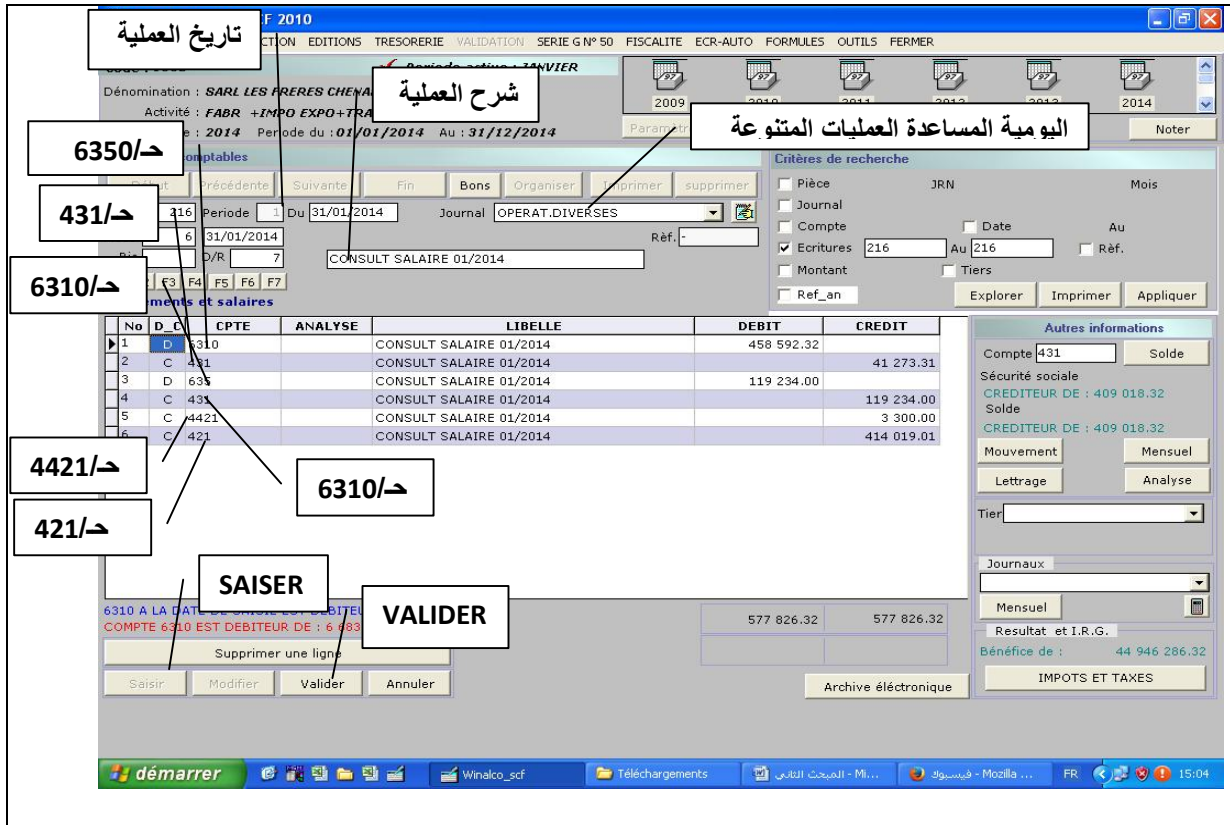 تاريخ العملية
F 2010
CTION EDITIONS TRESORERIE VALIDATION SERIE G N° 50 FISCALITE ECR-AUTO FORMULES OUTILS FERMER
Periode active : JANVIER
شرح العملية
Dénomination : SARL LES FRERES CHENA
Activité : FABR +IMPO EXPO+TRA
e : 2014 Periode du : 01/01/2014 Au : 31/12/2014
2009 2010 2011 2012 2013 2014
Paramètr
Noter
اليومية المساعدة العمليات المتنوعة
6350/حـ
omptables
Critères de recherche
Début Précédente Suivante Fin Bons Organiser Imprimer supprimer
Pièce JRN Mois
431/حـ
216 Periode 1 Du 31/01/2014 Journal OPERAT.DIVERSES
Journal
6 31/01/2014 Rèf. -
Compte Date Au
D/R 7 CONSULT SALAIRE 01/2014
Ecritures 216 Au 216 Rèf.
Montant Tiers
6310/حـ
F3 F4 F5 F6 F7
Ref_an Explorer Imprimer Appliquer
ements et salaires
No D_C CPTE ANALYSE LIBELLE DEBIT CREDIT
1 D 6310 CONSULT SALAIRE 01/2014 458 592.32
2 C 431 CONSULT SALAIRE 01/2014 41 273.31
3 D 635 CONSULT SALAIRE 01/2014 119 234.00
4 C 431 CONSULT SALAIRE 01/2014 119 234.00
5 C 4421 CONSULT SALAIRE 01/2014 3 300.00
6 C 421 CONSULT SALAIRE 01/2014 414 019.01
Autres informations
Compte 431 Solde
Sécurité sociale
CREDITEUR DE : 409 018.32
Solde
CREDITEUR DE : 409 018.32
Mouvement Mensuel
Lettrage Analyse
Tier
4421/حـ
6310/حـ
421/حـ
SAISER
VALIDER
Journaux
Mensuel
6310 A LA DATE DE SAISIE EST DEBITEU
COMPTE 6310 EST DEBITEUR DE : 6 683
577 826.32 577 826.32
Resultat et I.R.G.
Bénéfice de : 44 946 286.32
IMPOTS ET TAXES
Supprimer une ligne
Saisir Modifier Valider Annuler
Archive éléctronique
démarrer Winalco_scf Téléchargements المبحث الثاني - Mi... فيسبوك - Mozilla ... FR 15:04